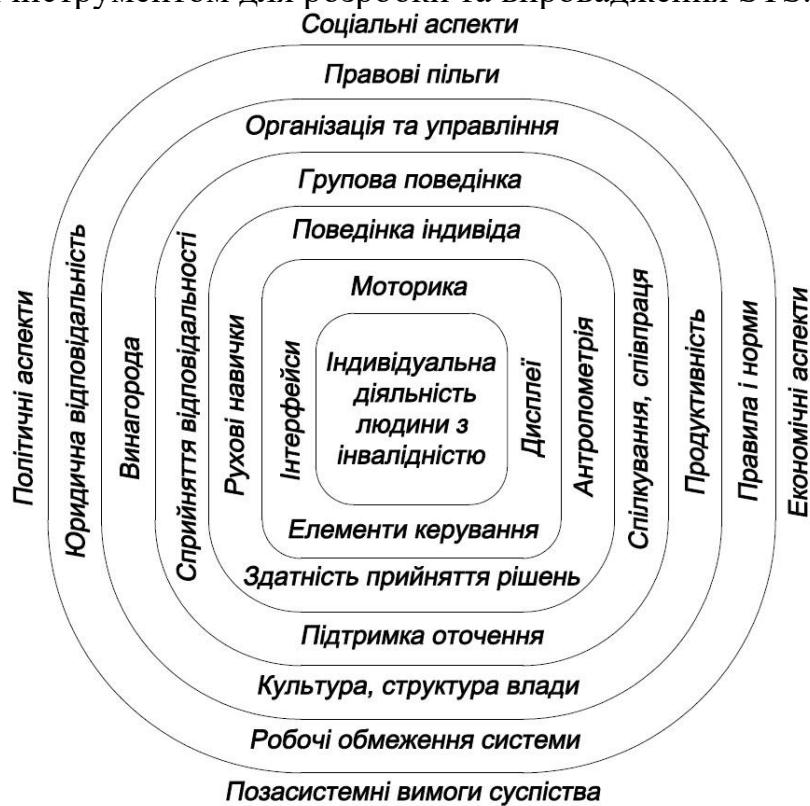 інструментом для розробки та впровадження STS.
Соціальні аспекти
Правові пільги
Організація та управління
Групова поведінка
Поведінка індивіда
Моторика
Політичні аспекти
Юридична відповідальність
Винагорода
Сприйняття відповідальності
Рухові навички
Інтерфейси
Індивідуальна
діяльність
людини з
інвалідністю
Дисплеї
Антропометрія
Спілкування, співпраця
Продуктивність
Правила і норми
Економічні аспекти
Елементи керування
Здатність прийняття рішень
Підтримка оточення
Культура, структура влади
Робочі обмеження системи
Позасистемні вимоги суспіства